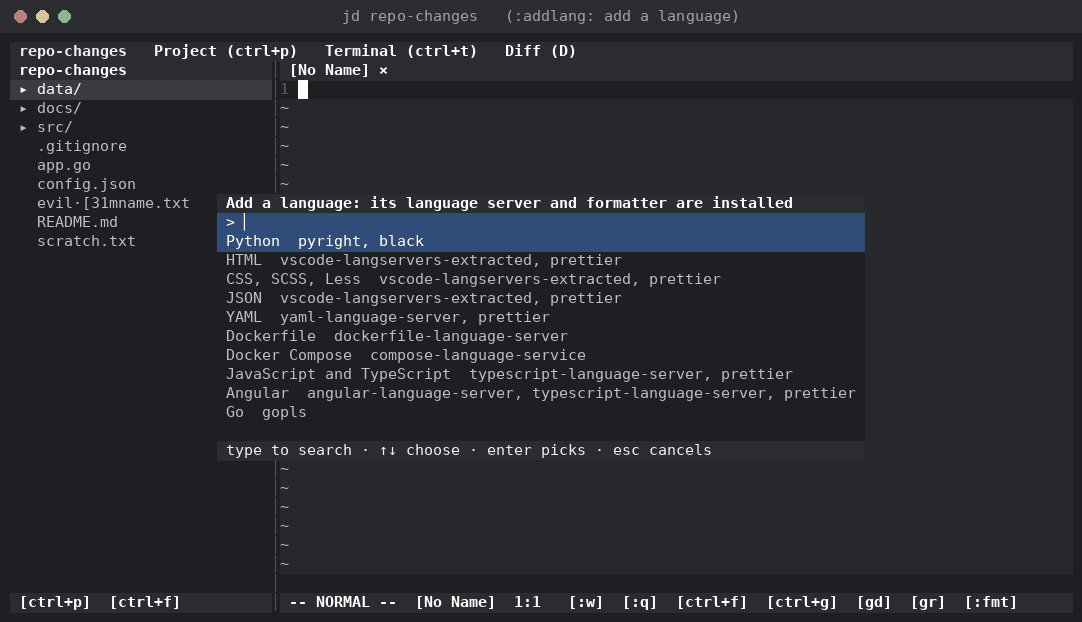 jd repo-changes   (:addlang: add a language)
repo-changes   Project (ctrl+p)   Terminal (ctrl+t)   Diff (D)
repo-changes   [No Name] ×
▸ data/   1
▸ docs/   ~
▸ src/   ~
.gitignore   ~
app.go   ~
config.json   ~
evil·[31mname.txt   Add a language: its language server and formatter are installed
README.md   >
scratch.txt   Python  pyright, black
HTML  vscode-langservers-extracted, prettier
CSS, SCSS, Less  vscode-langservers-extracted, prettier
JSON  vscode-langservers-extracted, prettier
YAML  yaml-language-server, prettier
Dockerfile  dockerfile-language-server
Docker Compose  compose-language-service
JavaScript and TypeScript  typescript-language-server, prettier
Angular  angular-language-server, typescript-language-server, prettier
Go  gopls
type to search · ↑↓ choose · enter picks · esc cancels
~
~
~
~
~
~
[ctrl+p]  [ctrl+f]   -- NORMAL --  [No Name]  1:1   [:w]  [:q]  [ctrl+f]  [ctrl+g]  [gd]  [gr]  [:fmt]